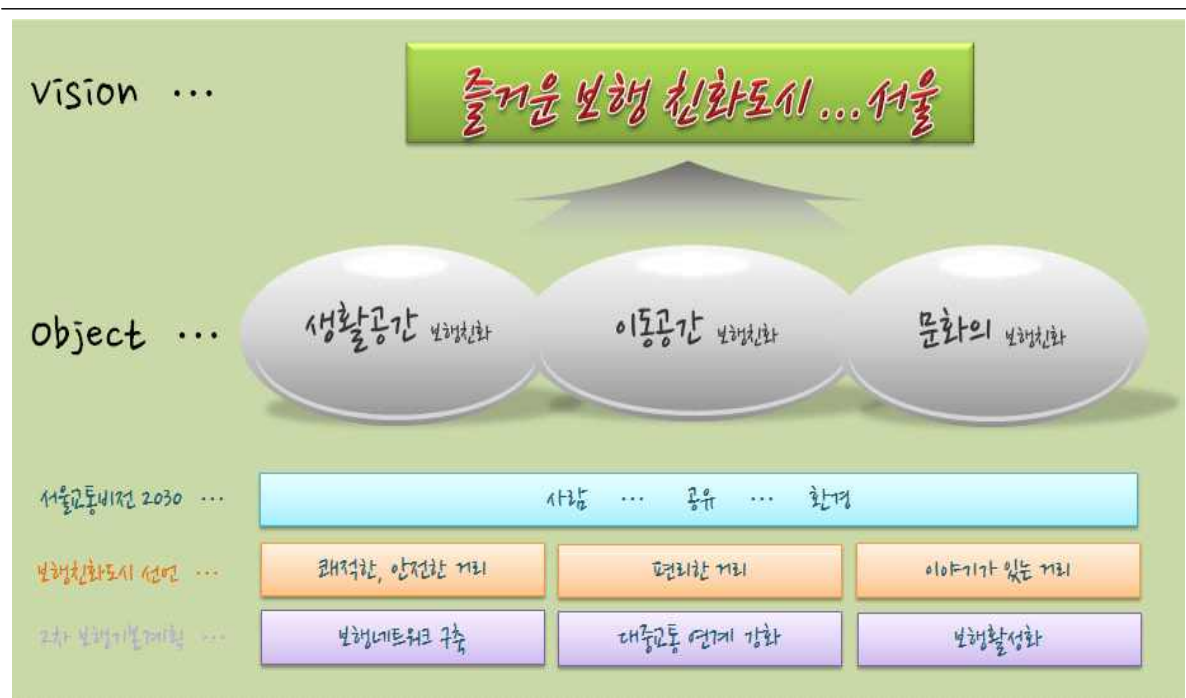 Vision ... 즐거운 보행 친화도시...서울
Object ... 생활공간 보행친화 이동공간 보행친화 문화의 보행친화
서울교통비전 2030 ... 사람 ... 공유 ... 환경
보행친화도시 선언 ... 쾌적한, 안전한 거리 편리한 거리 이야기가 있는 거리
2차 보행기본계획 ... 보행네트워크 구축 대중교통 연계 강화 보행활성화